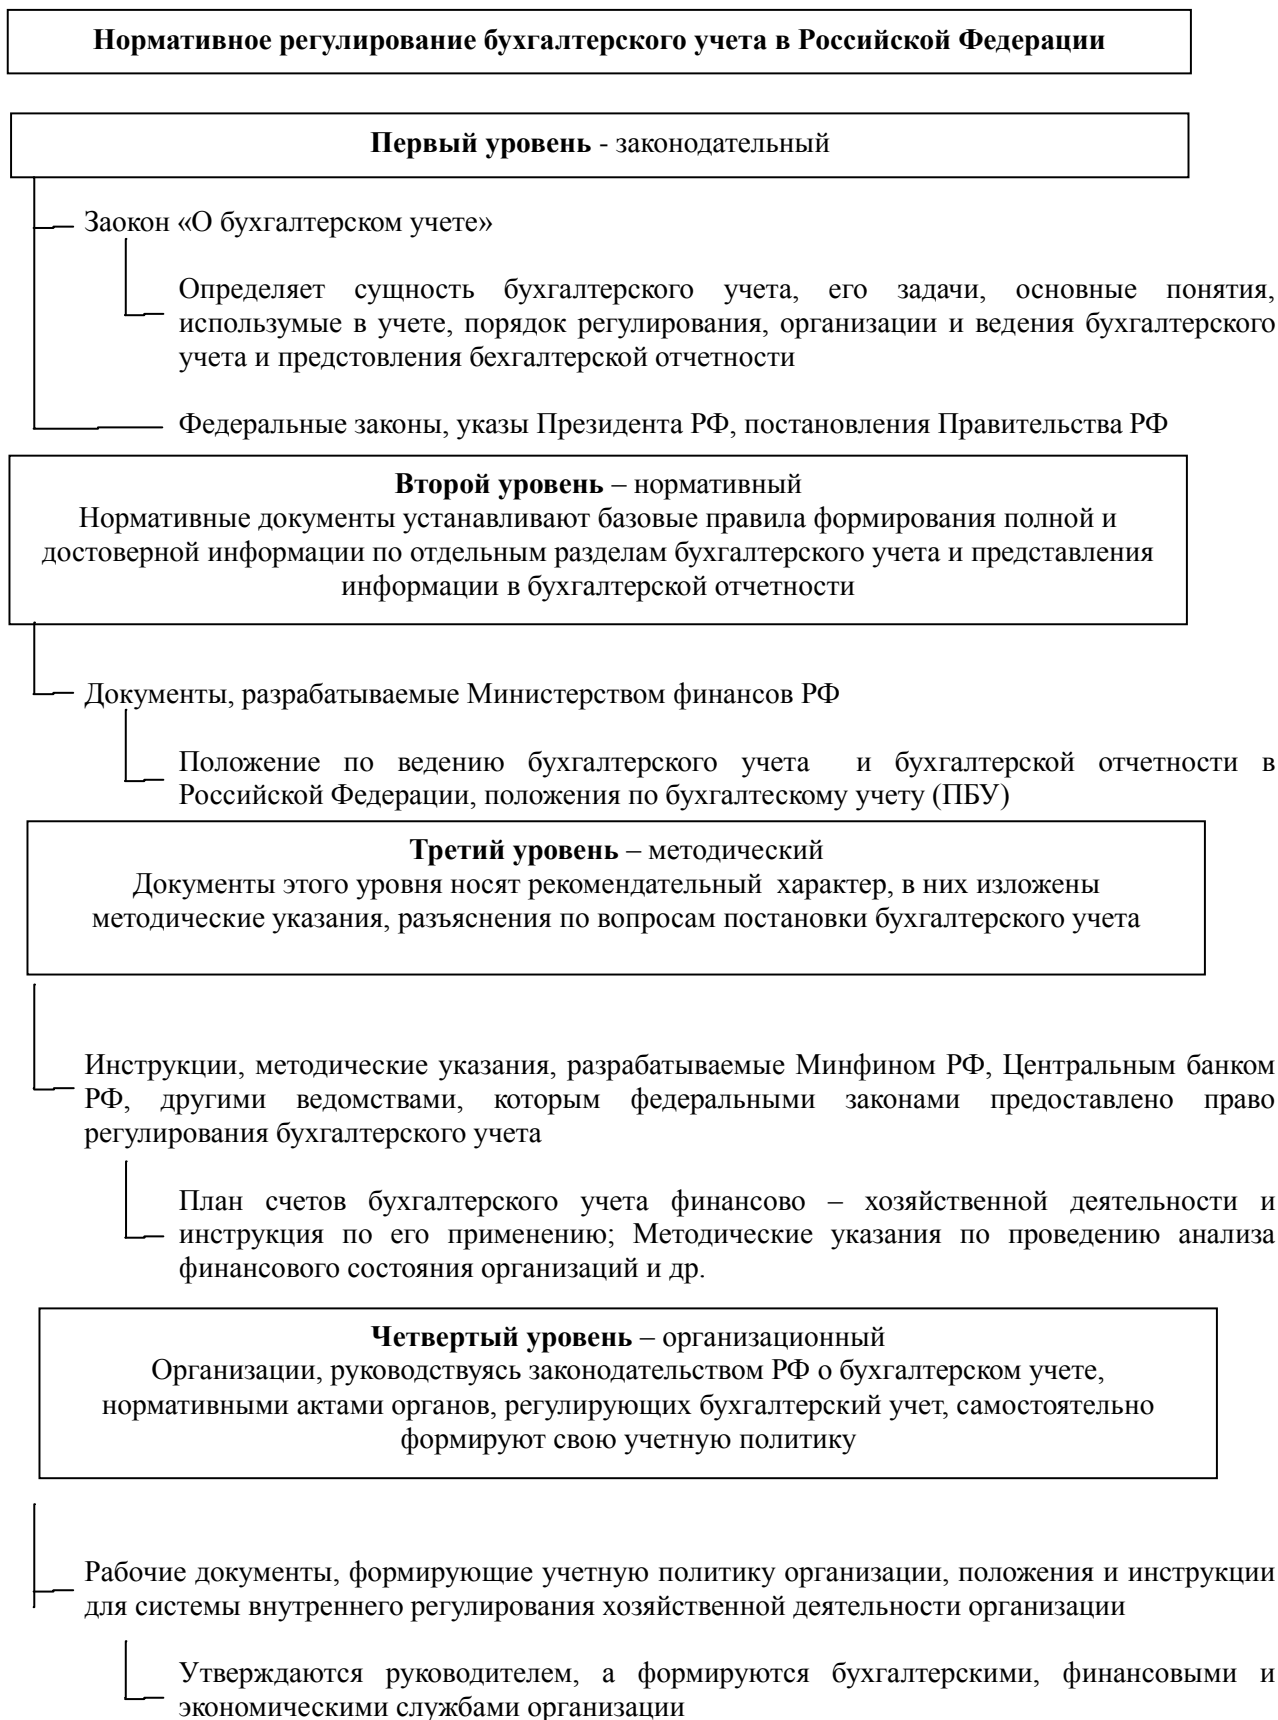 Нормативное регулирование бухгалтерского учета в Российской Федерации
Первый уровень - законодательный
Заокон «О бухгалтерском учете»
Определяет сущность бухгалтерского учета, его задачи, основные понятия,
использумые в учете, порядок регулирования, организации и ведения бухгалтерского
учета и предстовления бехгалтерской отчетности
Федеральные законы, указы Президента РФ, постановления Правительства РФ
Второй уровень – нормативный
Нормативные документы устанавливают базовые правила формирования полной и
достоверной информации по отдельным разделам бухгалтерского учета и представления
информации в бухгалтерской отчетности
Документы, разрабатываемые Министерством финансов РФ
Положение по ведению бухгалтерского учета и бухгалтерской отчетности в
Российской Федерации, положения по бухгалтескому учету (ПБУ)
Третий уровень – методический
Документы этого уровня носят рекомендательный характер, в них изложены
методические указания, разъяснения по вопросам постановки бухгалтерского учета
Инструкции, методические указания, разрабатываемые Минфином РФ, Центральным банком
РФ, другими ведомствами, которым федеральными законами предоставлено право
регулирования бухгалтерского учета
План счетов бухгалтерского учета финансово – хозяйственной деятельности и
инструкция по его применению; Методические указания по проведению анализа
финансового состояния организаций и др.
Четвертый уровень – организационный
Организации, руководствуясь законодательством РФ о бухгалтерском учете,
нормативными актами органов, регулирующих бухгалтерский учет, самостоятельно
формируют свою учетную политику
Рабочие документы, формирующие учетную политику организации, положения и инструкции
для системы внутреннего регулирования хозяйственной деятельности организации
Утверждаются руководителем, а формируются бухгалтерскими, финансовыми и
экономическими службами организации